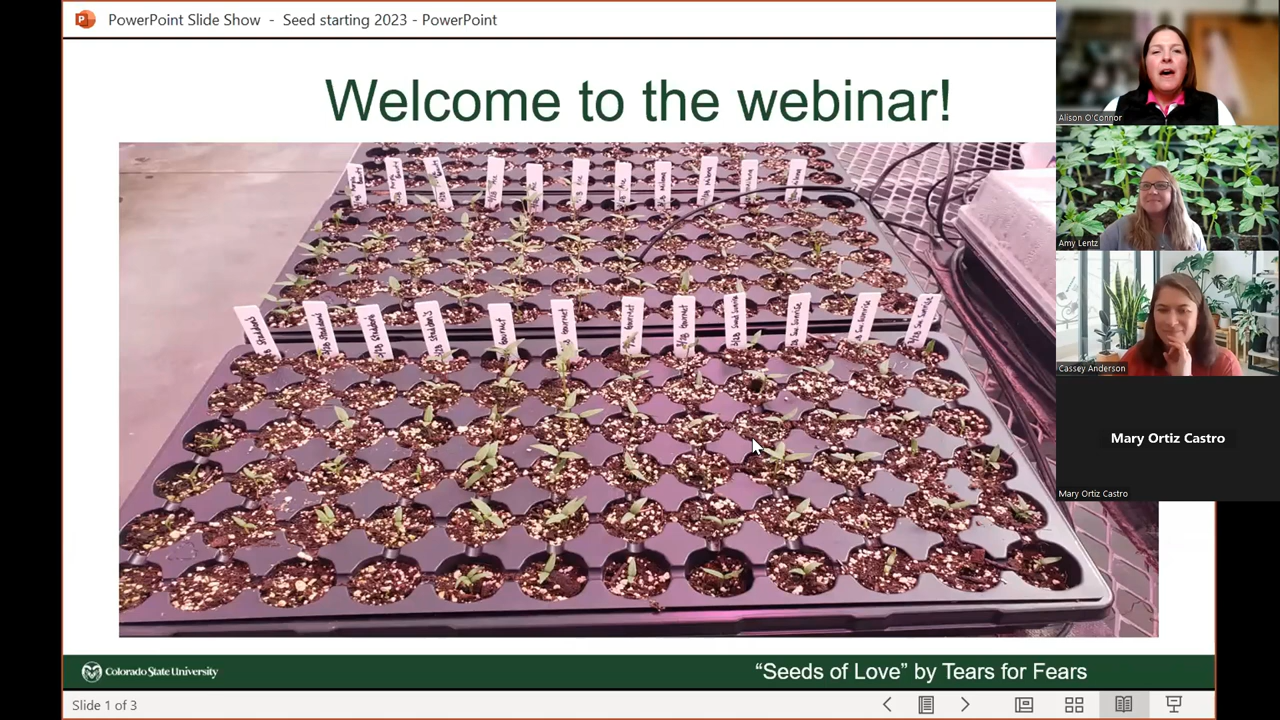 PowerPoint Slide Show - Seed starting 2023 - PowerPoint
Welcome to the webinar!
Alison O'Connor
Amy Lentz
Cassey Anderson
Mary Ortiz Castro
Mary Ortiz Castro
Colorado State University
“Seeds of Love” by Tears for Fears
Slide 1 of 3